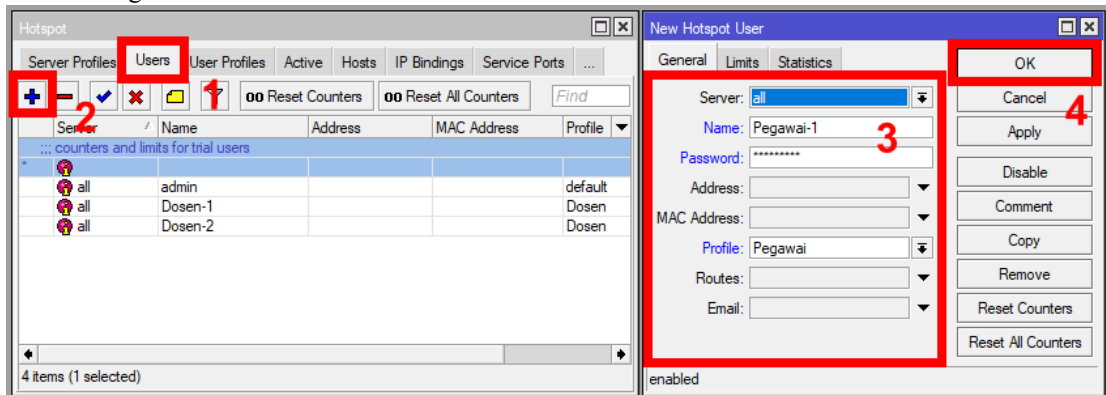 Hotspot
Server Profiles Users User Profiles Active Hosts IP Bindings Service Ports ...
1
00 Reset Counters 00 Reset All Counters Find
2
Server Name Address MAC Address Profile
::: counters and limits for trial users
*
all admin default
all Dosen-1 Dosen
all Dosen-2 Dosen
4 items (1 selected)
New Hotspot User
General Limits Statistics
Server: all
Name: Pegawai-1
3
Password: *********
Address:
MAC Address:
Profile: Pegawai
Routes:
Email:
enabled
OK
Cancel
4
Apply
Disable
Comment
Copy
Remove
Reset Counters
Reset All Counters